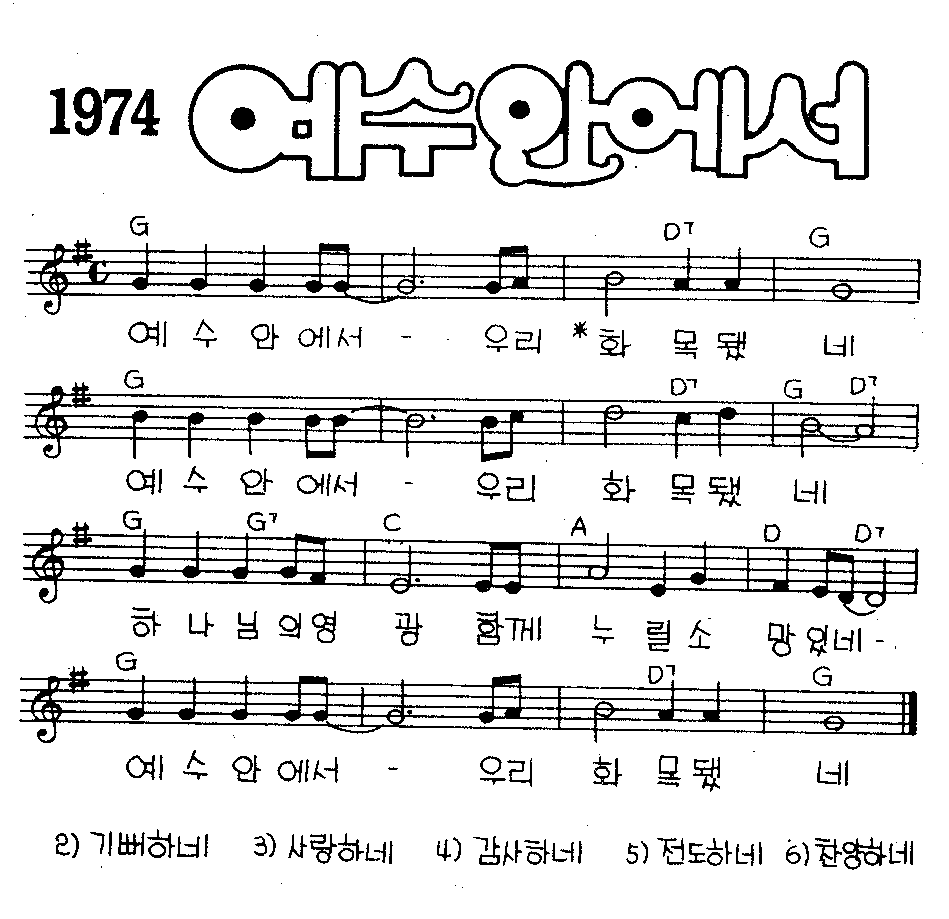 1974 예수안에서
G D7 G
예 수 안 에서 - 우리 * 화 목 됐 네
G D7 G D7
예 수 안 에서 - 우리 화 목 됐 네
G G7 C A D D7
하 나 님 의영 광 함께 누 릴 소 망 있네 -
G D7 G
예 수 안 에서 - 우리 화 목 됐 네
2) 기뻐하네 3) 사랑하네 4) 감사하네 5) 전도하네 6) 찬양하네